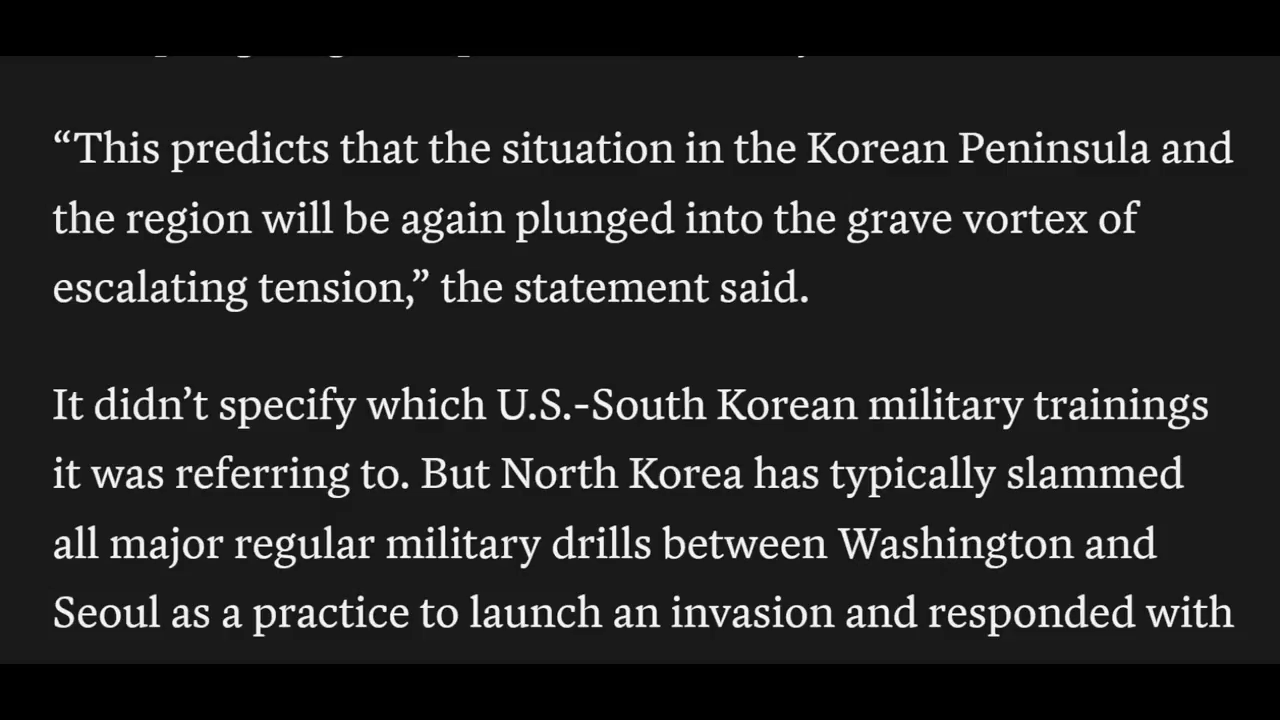 “This predicts that the situation in the Korean Peninsula and
the region will be again plunged into the grave vortex of
escalating tension,” the statement said.
It didn’t specify which U.S.-South Korean military trainings
it was referring to. But North Korea has typically slammed
all major regular military drills between Washington and
Seoul as a practice to launch an invasion and responded with